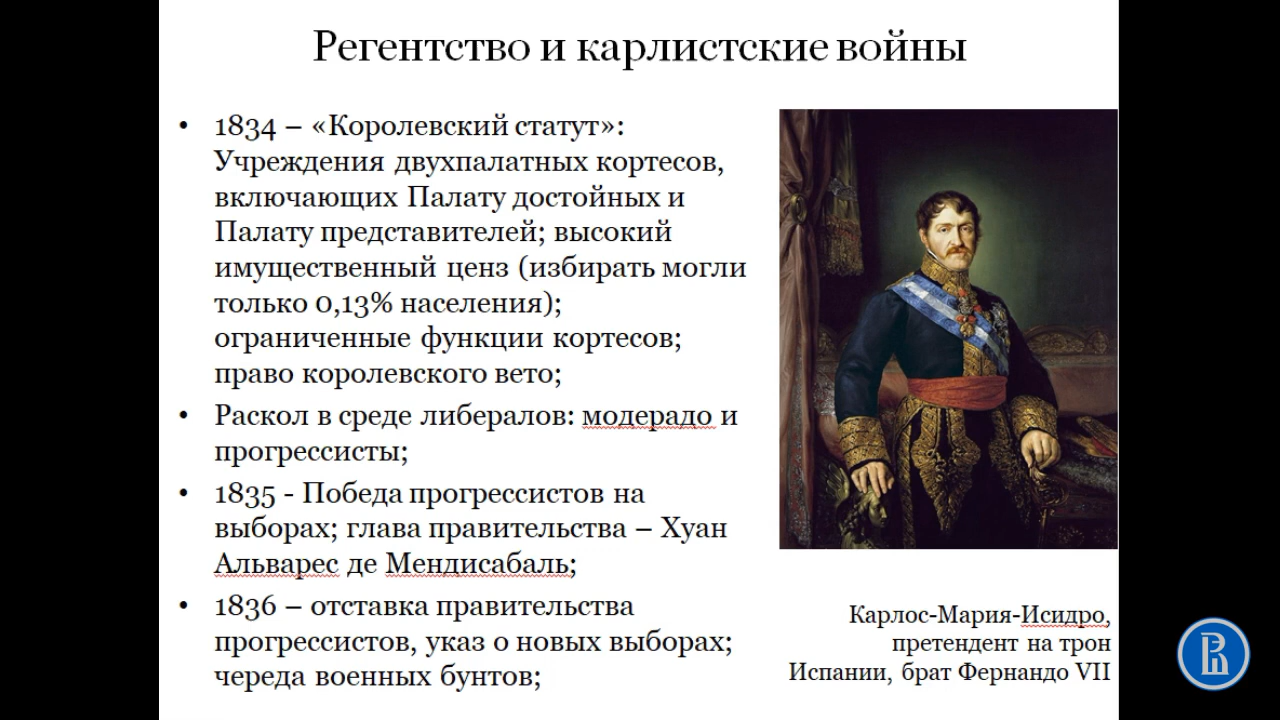 Регентство и карлистские войны
• 1834 – «Королевский статут»:
Учреждения двухпалатных кортесов,
включающих Палату достойных и
Палату представителей; высокий
имущественный ценз (избирать могли
только 0,13% населения);
ограниченные функции кортесов;
право королевского вето;
• Раскол в среде либералов: модерадо и
прогрессисты;
• 1835 - Победа прогрессистов на
выборах; глава правительства – Хуан
Альварес де Мендисабаль;
• 1836 – отставка правительства
прогрессистов, указ о новых выборах;
череда военных бунтов;
Карлос-Мария-Исидро,
претендент на трон
Испании, брат Фернандо VII